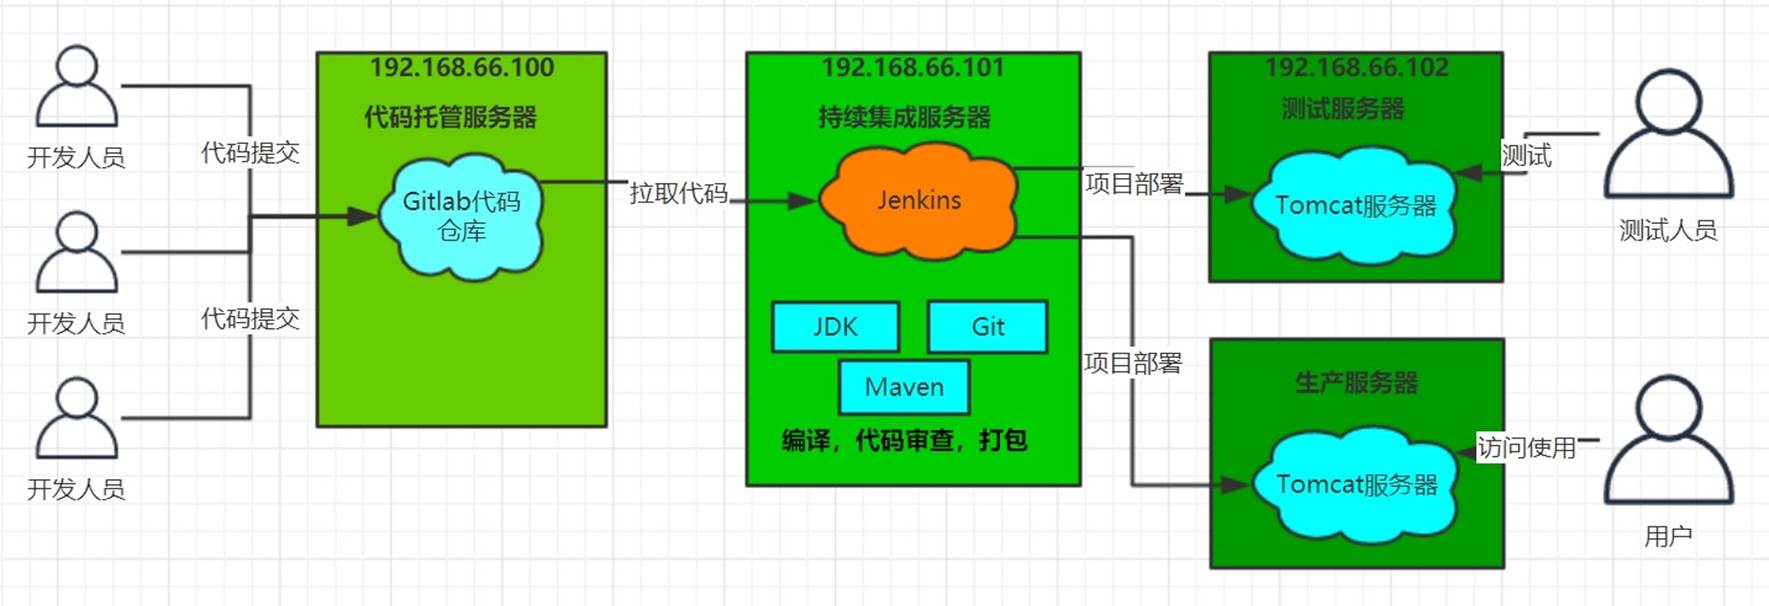 开发人员
代码提交
开发人员
代码提交
开发人员
192.168.66.100
代码托管服务器
Gitlab代码
仓库
拉取代码
192.168.66.101
持续集成服务器
Jenkins
JDK
Git
Maven
编译，代码审查，打包
项目部署
项目部署
192.168.66.102
测试服务器
Tomcat服务器
测试
测试人员
生产服务器
Tomcat服务器
访问使用
用户